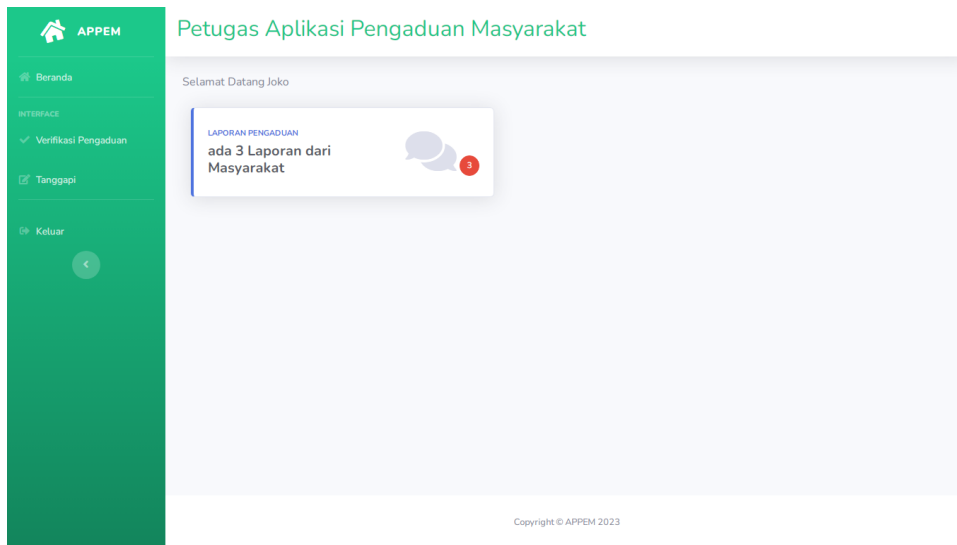 APPEM
Petugas Aplikasi Pengaduan Masyarakat
Beranda
INTERFACE
Verifikasi Pengaduan
Tanggapi
Keluar
Selamat Datang Joko
LAPORAN PENGADUAN
ada 3 Laporan dari
Masyarakat
3
Copyright © APPEM 2023